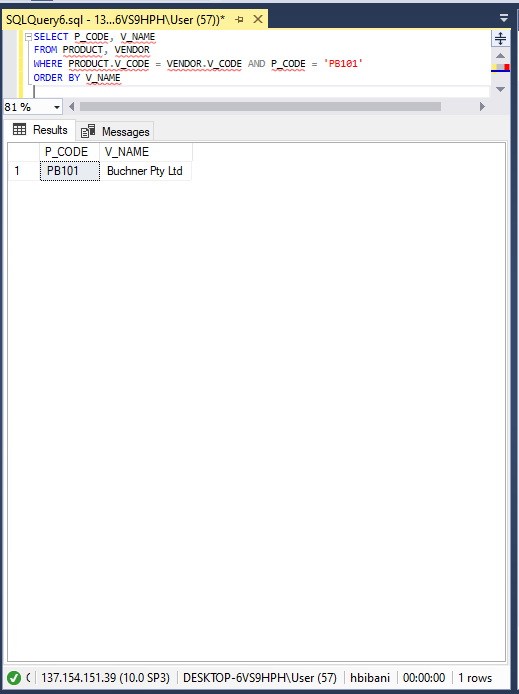 SQLQuery6.sql - 13...6VS9HPH\User (57))*
SELECT P_CODE, V_NAME
FROM PRODUCT, VENDOR
WHERE PRODUCT.V_CODE = VENDOR.V_CODE AND P_CODE = 'PB101'
ORDER BY V_NAME
81 %
Results Messages
P_CODE V_NAME
1 PB101 Buchner Pty Ltd
137.154.151.39 (10.0 SP3) DESKTOP-6VS9HPH\User (57) hbibani 00:00:00 1 rows